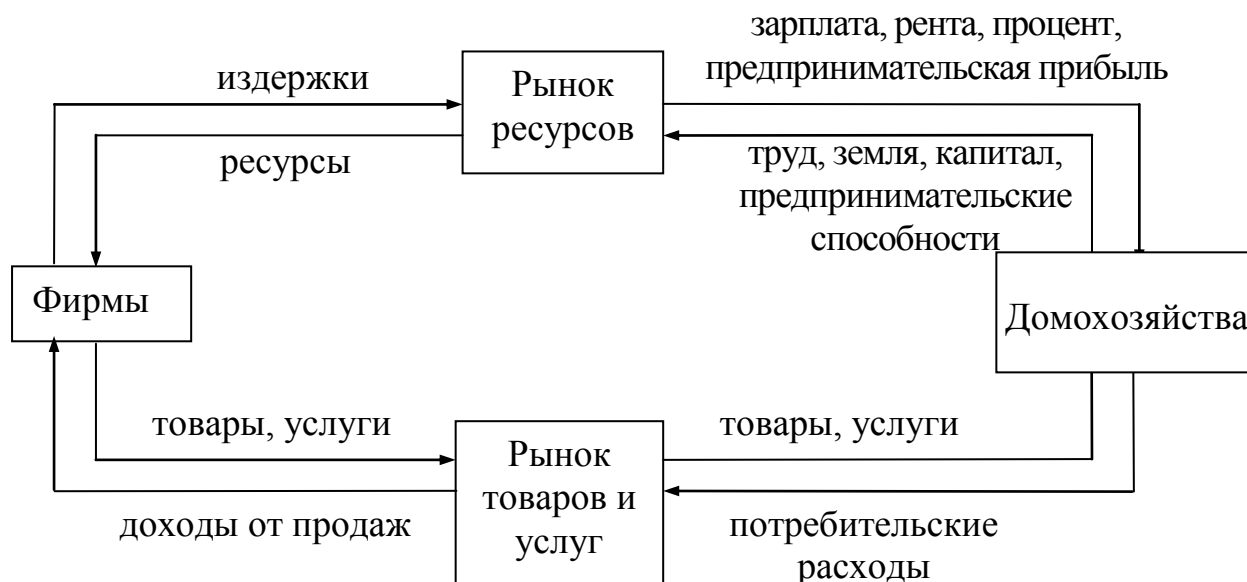 зарплата, рента, процент,
предпринимательская прибыль
издержки
Рынок
ресурсов
ресурсы
труд, земля, капитал,
предпринимательские
способности
Фирмы
Домохозяйства
товары, услуги
товары, услуги
Рынок
товаров и
услуг
доходы от продаж
потребительские
расходы